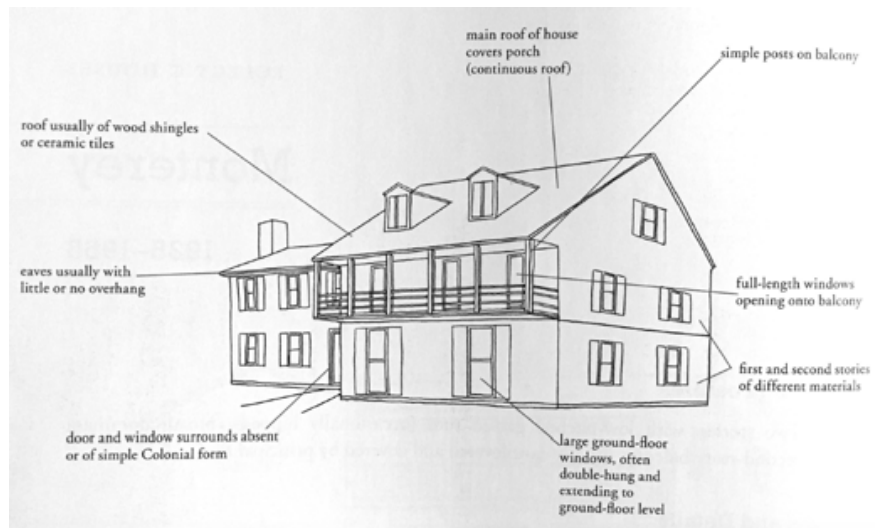 main roof of house
covers porch
(continuous roof)
simple posts on balcony
roof usually of wood shingles
or ceramic tiles
Monterey
eaves usually with
little or no overhang
full-length windows
opening onto balcony
first and second stories
of different materials
door and window surrounds absent
or of simple Colonial form
large ground-floor
windows, often
double-hung and
extending to
ground-floor level